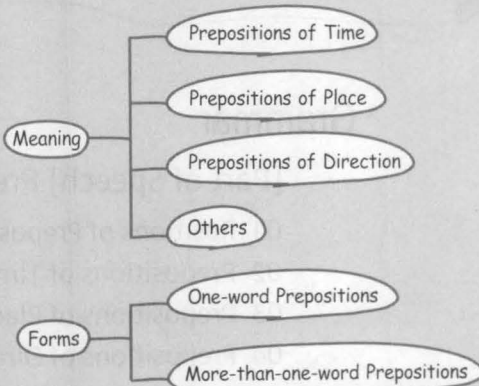 Prepositions of Time
Prepositions of Place
Meaning
Prepositions of Direction
Others
One-word Prepositions
Forms
More-than-one-word Prepositions